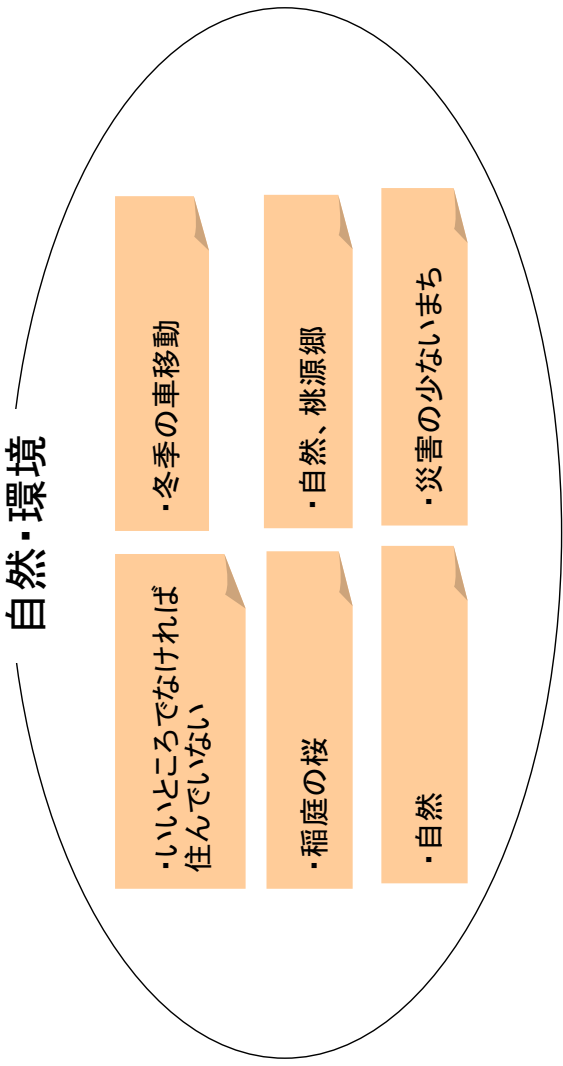 自然・環境
・いいところでなければ
住んでいない
・冬季の車移動
・稲庭の桜
・自然、桃源郷
・自然
・災害の少ないまち